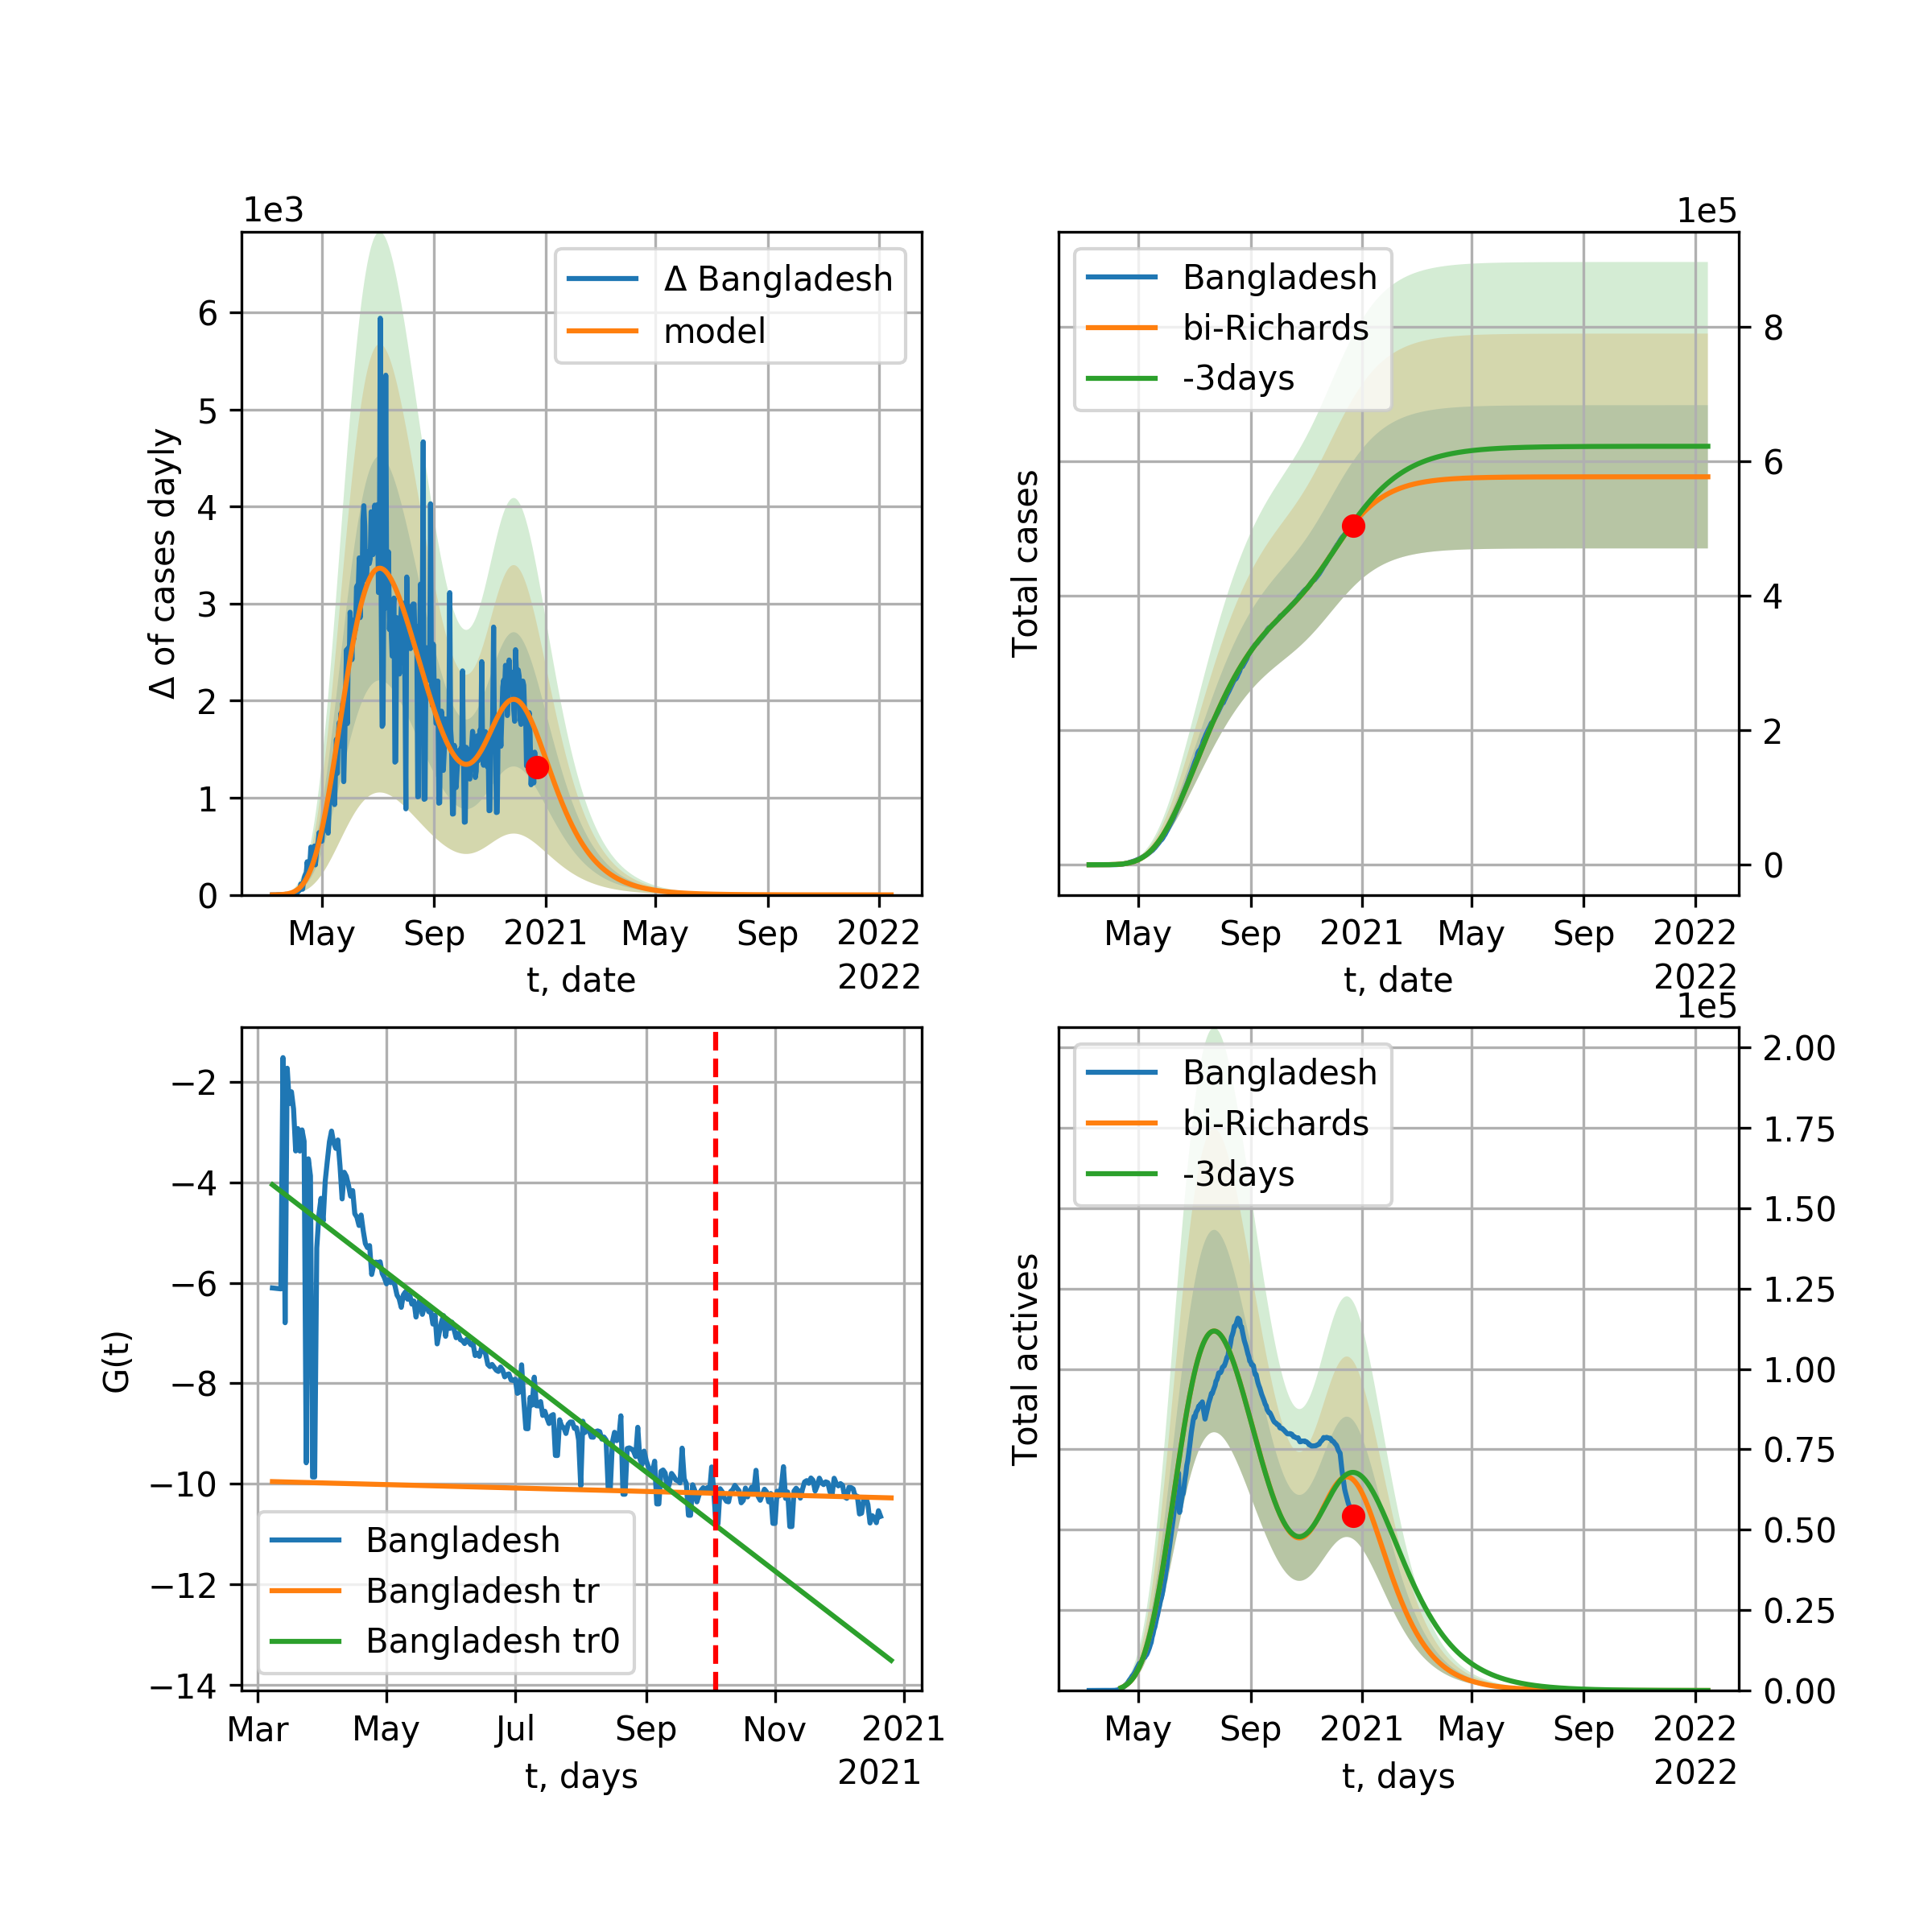 1e3
Δ of cases dayly
6
5
4
3
2
1
0
Δ Bangladesh
model
May Sep 2021 May Sep 2022
t, date 2022
1e5
Total cases
Bangladesh
bi-Richards
-3days
8
6
4
2
0
May Sep 2021 May Sep 2022
t, date 2022
G(t)
−2
−4
−6
−8
−10
−12
−14
Bangladesh
Bangladesh tr
Bangladesh tr0
Mar May Jul Sep Nov 2021
t, days 2021
1e5
Total actives
Bangladesh
bi-Richards
-3days
2.00
1.75
1.50
1.25
1.00
0.75
0.50
0.25
0.00
May Sep 2021 May Sep 2022
t, days 2022